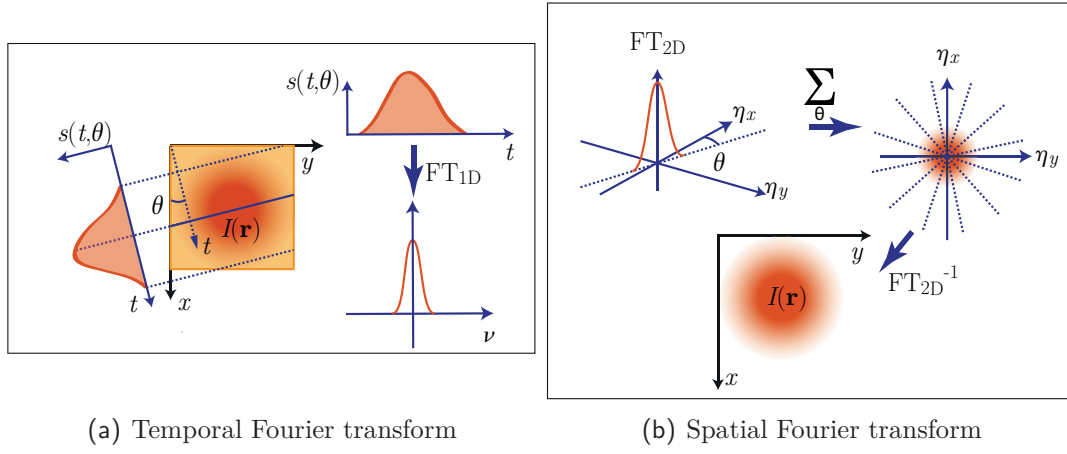 s(t,θ)
θ
t
t
y
x
I(r)
s(t,θ)
t
FT1D
ν
(a) Temporal Fourier transform
FT2D
ηx
θ
ηy
∑
θ
ηx
ηy
FT2D-1
y
x
I(r)
(b) Spatial Fourier transform